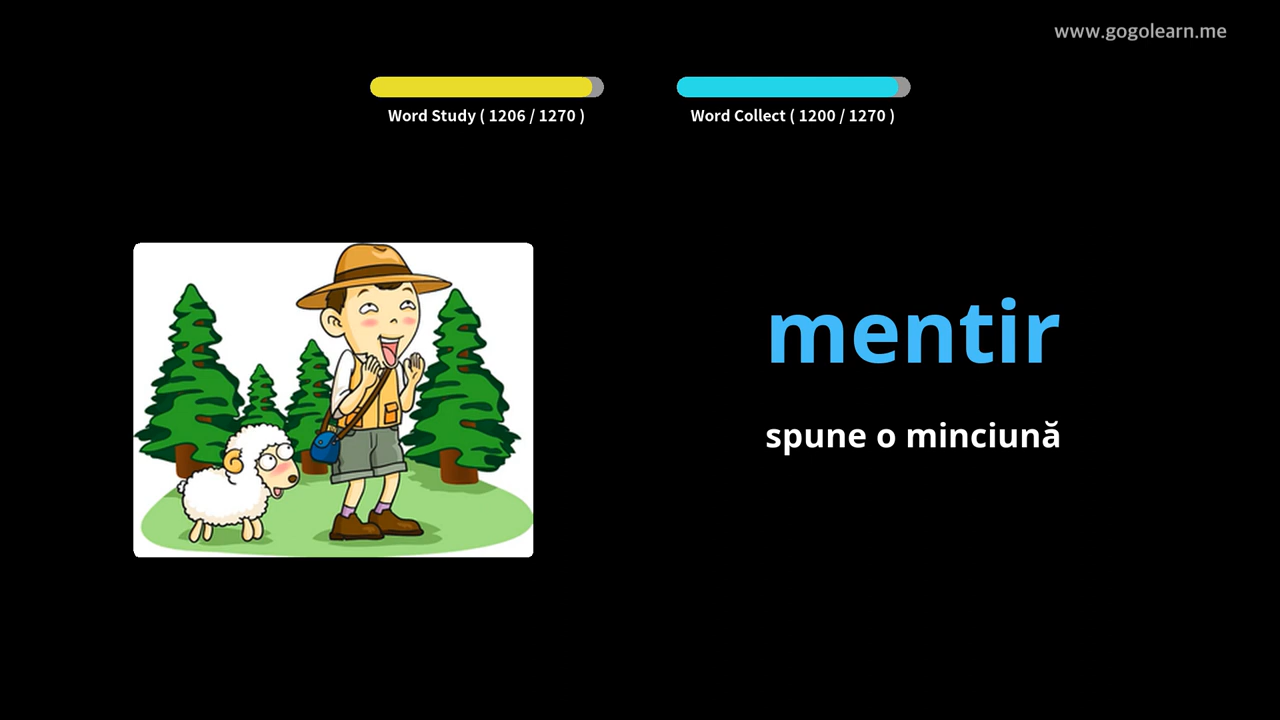 www.gogolearn.me
Word Study ( 1206 / 1270 )
Word Collect ( 1200 / 1270 )
mentir
spune o minciună